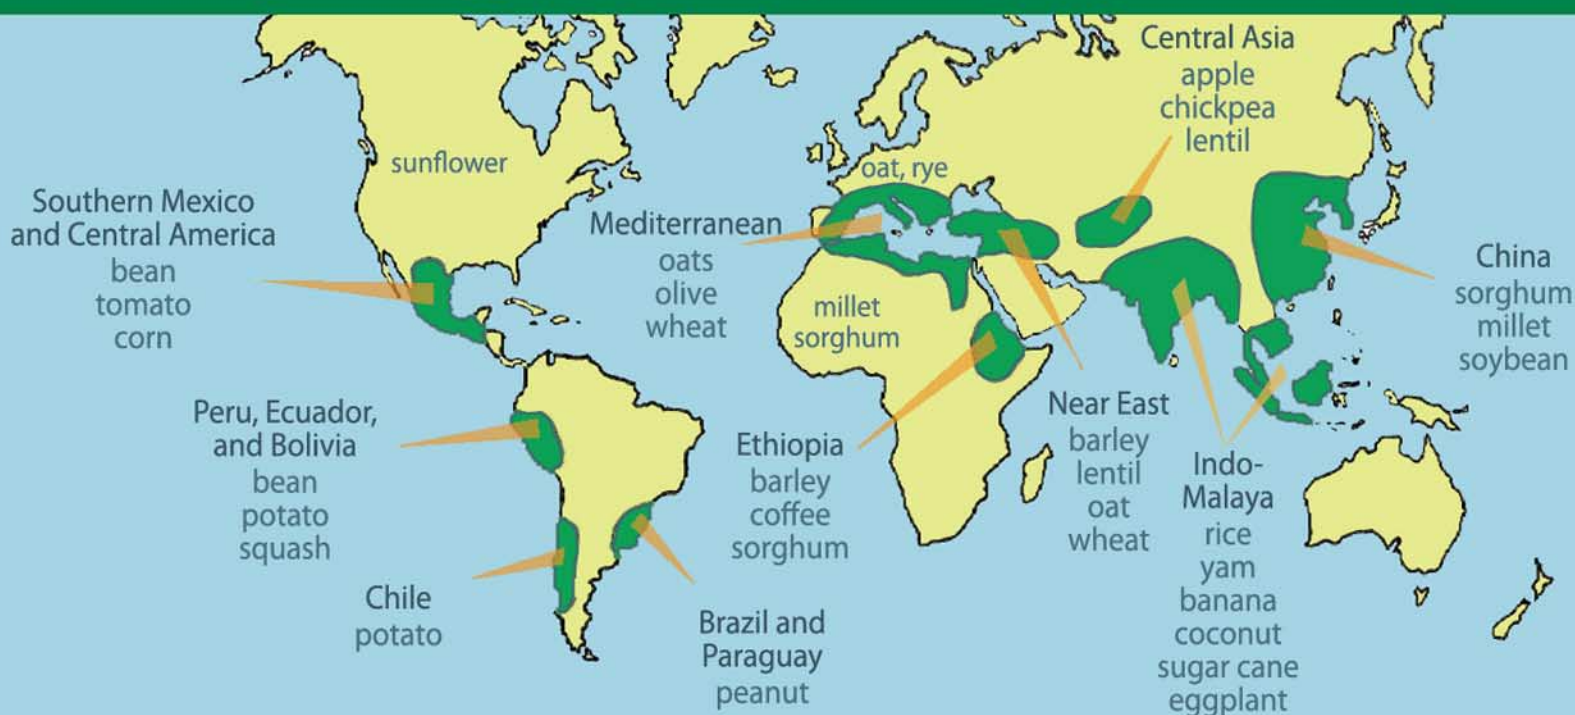 sunflower
Southern Mexico
and Central America
bean
tomato
corn
Peru, Ecuador,
and Bolivia
bean
potato
squash
Chile
potato
Brazil and
Paraguay
peanut
Mediterranean
oats
olive
wheat
oat, rye
millet
sorghum
Ethiopia
barley
coffee
sorghum
Near East
barley
lentil
oat
wheat
Central Asia
apple
chickpea
lentil
Indo-
Malaya
rice
yam
banana
coconut
sugar cane
eggplant
China
sorghum
millet
soybean